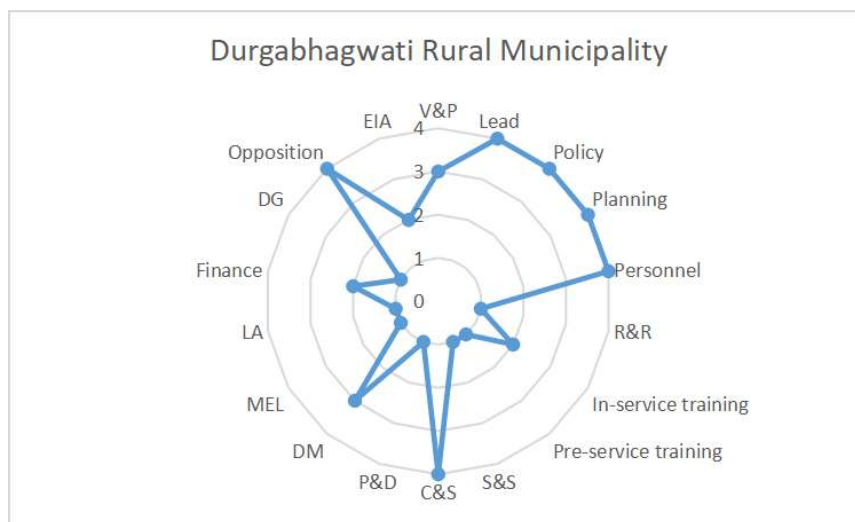 Durgabhagwati Rural Municipality
V&P
Lead
Policy
Planning
Personnel
R&R
In-service training
Pre-service training
S&S
C&S
P&D
DM
MEL
LA
Finance
DG
Opposition
EIA
4
3
2
1
0